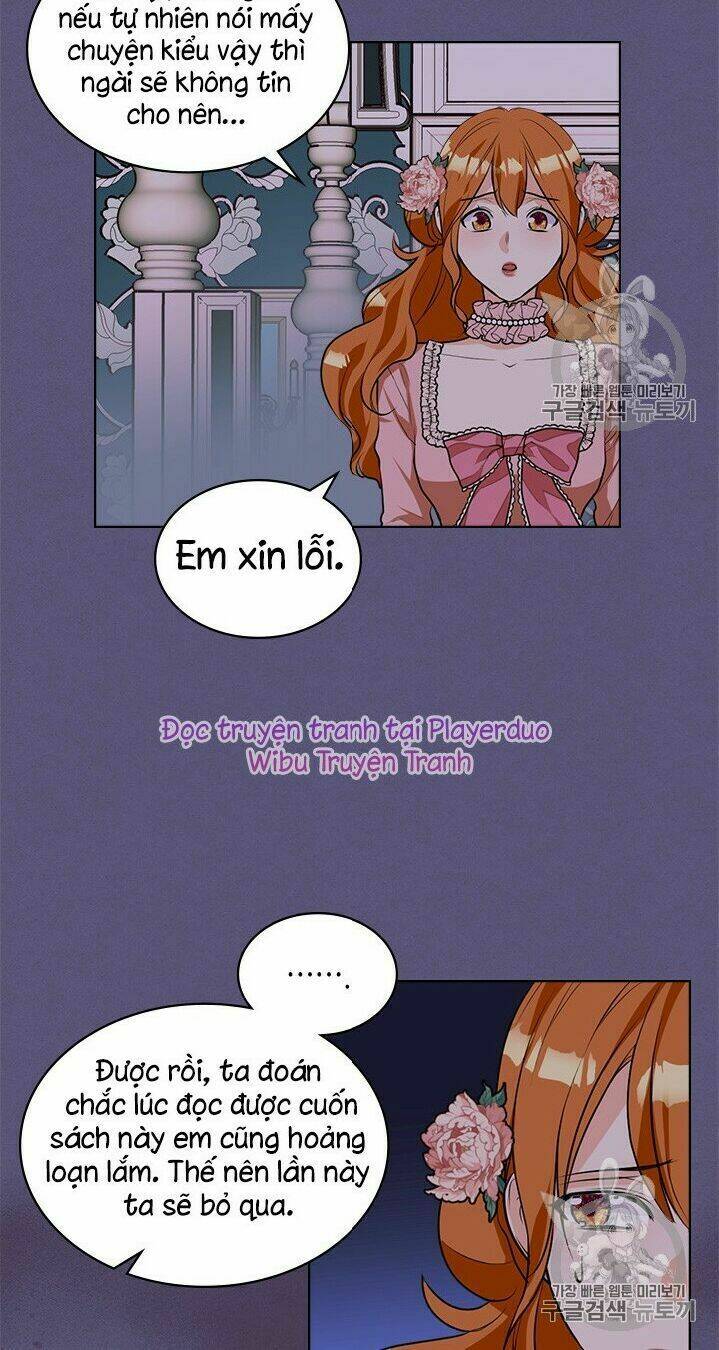 nếu tự nhiên nói mấy
chuyện kiểu vậy thì
ngài sẽ không tin
cho nên...
가장 빠른 웹툰 미리보기
구글검색 뉴토끼
Em xin lỗi.
Đọc truyện tranh tại Playerduo
Wibu Truyện Tranh
.......
Được rồi, ta đoán
chắc lúc đọc được cuốn
sách này em cũng hoảng
loạn lắm. Thế nên lần này
ta sẽ bỏ qua.
가장 빠른 웹툰 미리보기
구글검색 뉴토끼